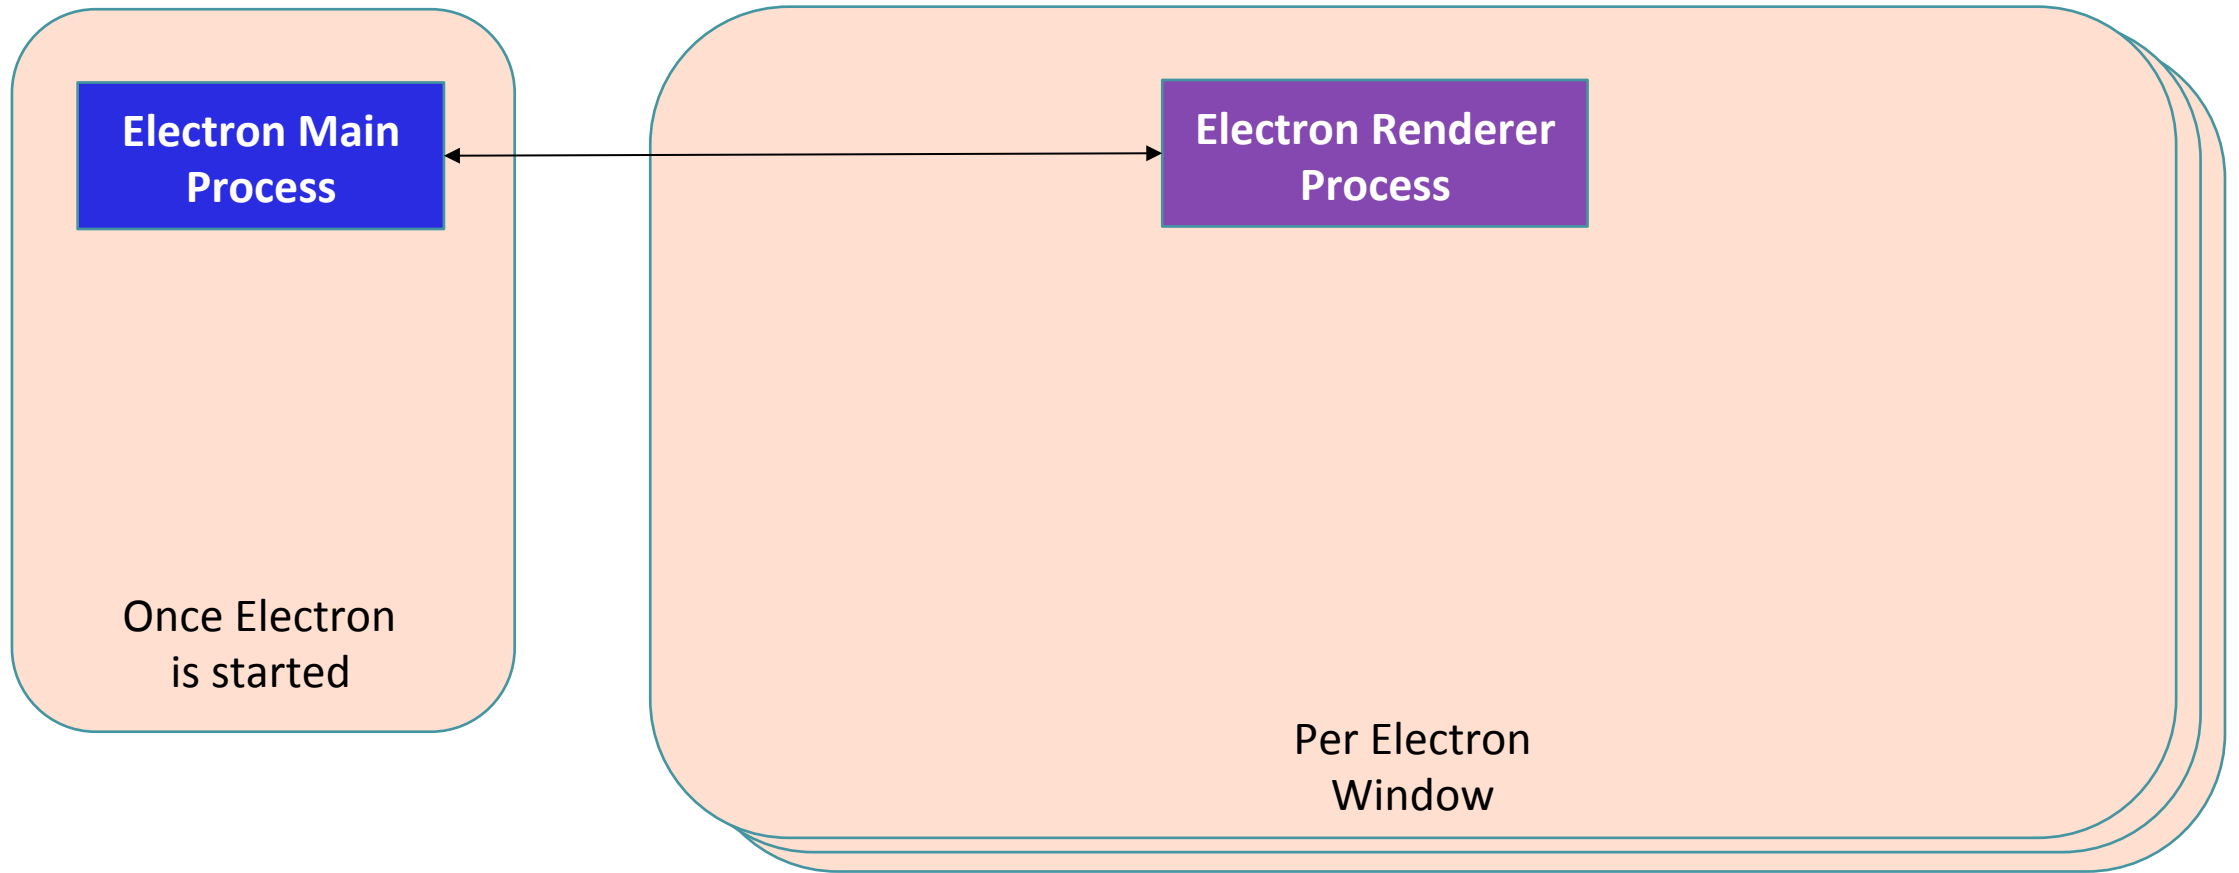 Electron Main
Process
Electron Renderer
Process
Once Electron
is started
Per Electron
Window